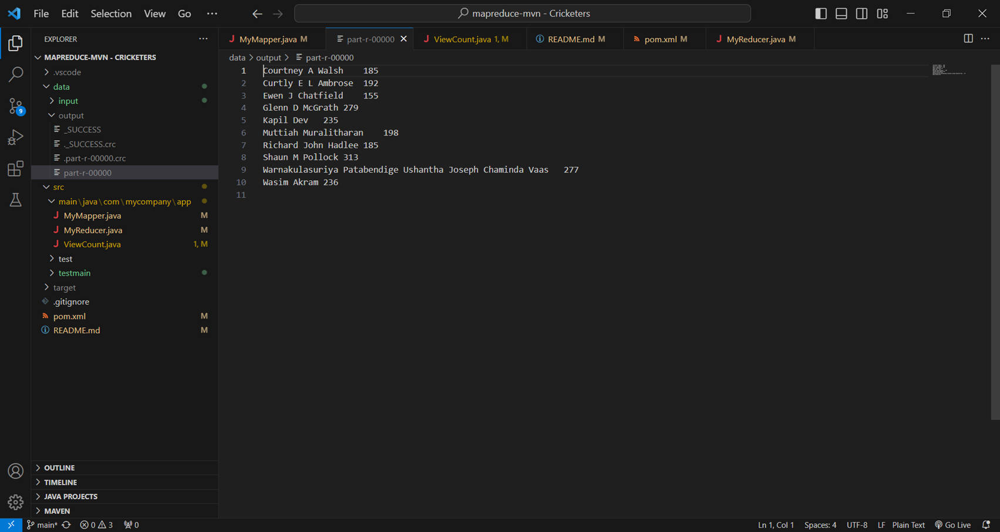 File Edit Selection View Go ···
mapreduce-mvn - Cricketers
EXPLORER ···
MAPREDUCE-MVN - CRICKETERS
.vscode
data
input
output
_SUCCESS
._SUCCESS.crc
.part-r-00000.crc
part-r-00000
src
main\java\com\mycompany\app
MyMapper.java M
MyReducer.java M
ViewCount.java 1, M
test
testmain
target
.gitignore
pom.xml M
README.md M
OUTLINE
TIMELINE
JAVA PROJECTS
MAVEN
9
MyMapper.java M part-r-00000 ViewCount.java 1, M README.md M pom.xml M MyReducer.java M ···
data > output > part-r-00000
1 Courtney A Walsh 185
2 Curtly E L Ambrose 192
3 Ewen J Chatfield 155
4 Glenn D McGrath 279
5 Kapil Dev 235
6 Muttiah Muralitharan 198
7 Richard John Hadlee 185
8 Shaun M Pollock 313
9 Warnakulasuriya Patabendige Ushantha Joseph Chaminda Vaas 277
10 Wasim Akram 236
11
main* 0 3 0 Ln 1, Col 1 Spaces: 4 UTF-8 LF Plain Text Go Live